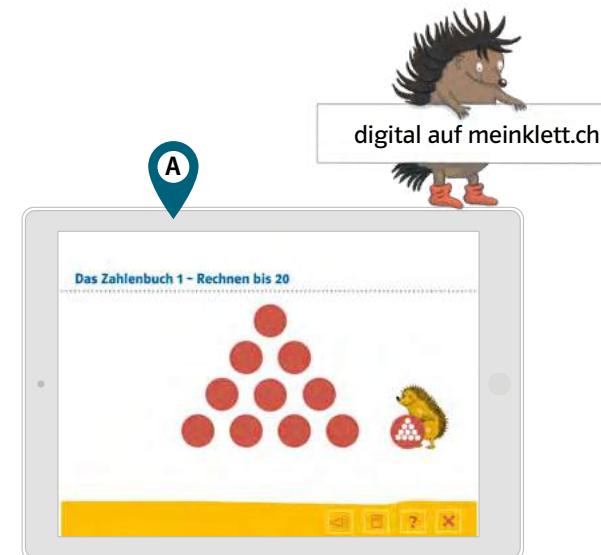 digital auf meinklett.ch
A
Das Zahlenbuch 1 – Rechnen bis 20
?